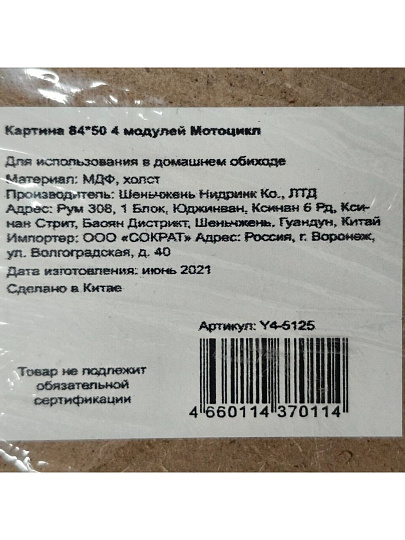 Картина 84*50 4 модулей Мотоцикл
Для использования в домашнем обиходе
Материал: МДФ, холст
Производитель: Шеньчжень Нидринк Ко., ЛТД
Адрес: Рум 308, 1 Блок, Юджинван, Ксинан 6 Рд, Кси-
нан Стрит, Баоян Дистрикт, Шеньчжень, Гуандун, Китай
Импортер: ООО «СОКРАТ» Адрес: Россия, г. Воронеж,
ул. Волгоградская, д. 40
Дата изготовления: июнь 2021
Сделано в Китае
Артикул: Y4-5125
Товар не подлежит
обязательной
сертификации
4 660114 370114